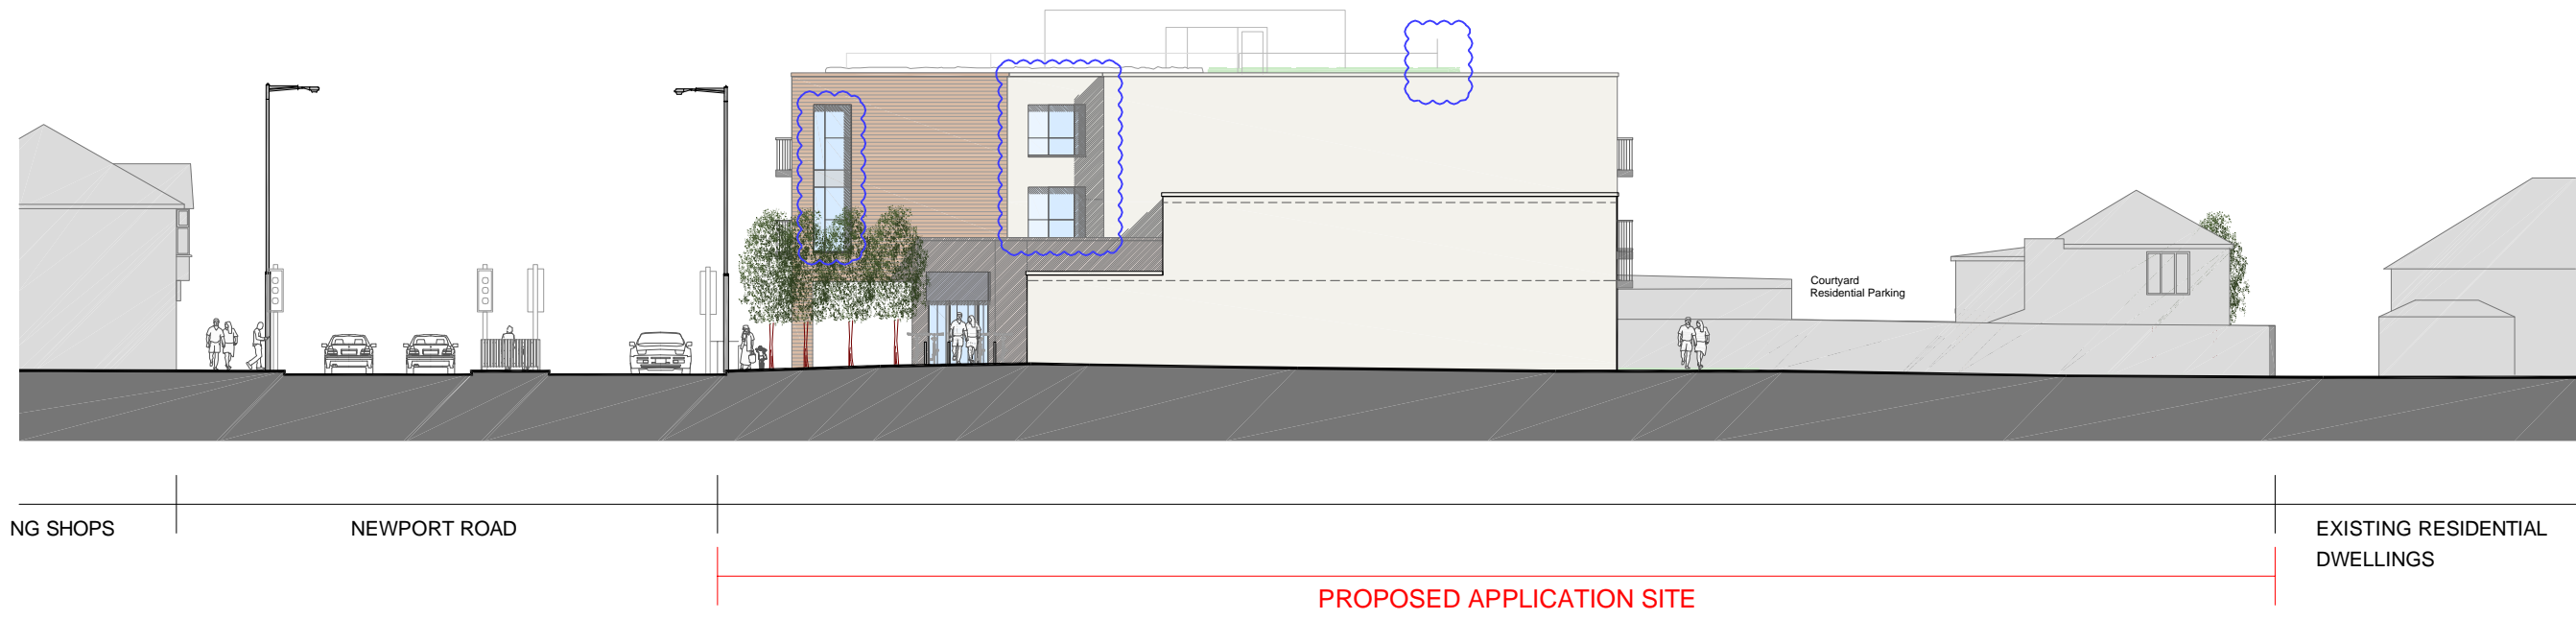 Courtyard
Residential Parking
NG SHOPS
NEWPORT ROAD
EXISTING RESIDENTIAL
DWELLINGS
PROPOSED APPLICATION SITE